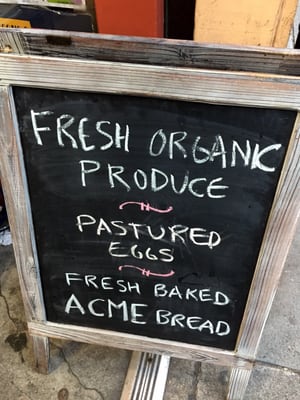 FRESH ORGANIC
PRODUCE
PASTURED
EGGS
FRESH BAKED
ACME BREAD